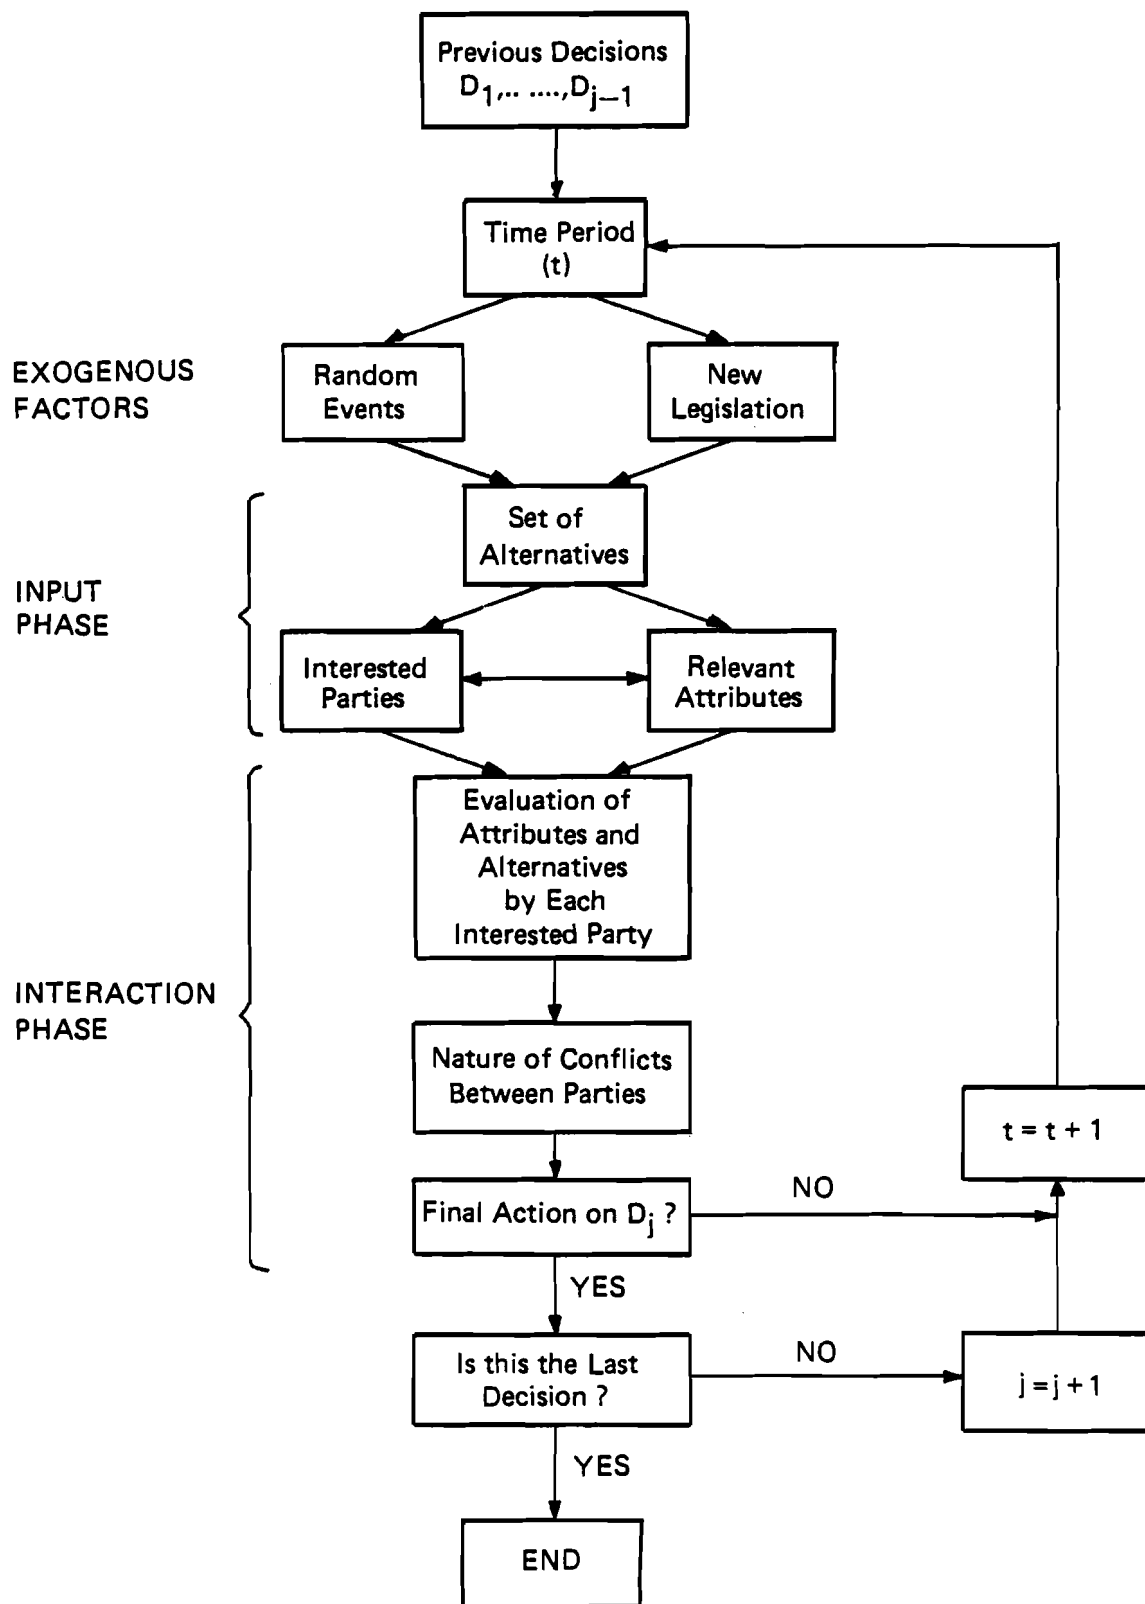 Previous Decisions
D1,.. ....,Dj–1
Time Period
(t)
EXOGENOUS
FACTORS
Random
Events
New
Legislation
Set of
Alternatives
INPUT
PHASE
Interested
Parties
Relevant
Attributes
Evaluation of
Attributes and
Alternatives
by Each
Interested Party
INTERACTION
PHASE
Nature of Conflicts
Between Parties
t = t + 1
Final Action on Dj ?
NO
YES
Is this the Last
Decision ?
NO
j = j + 1
YES
END